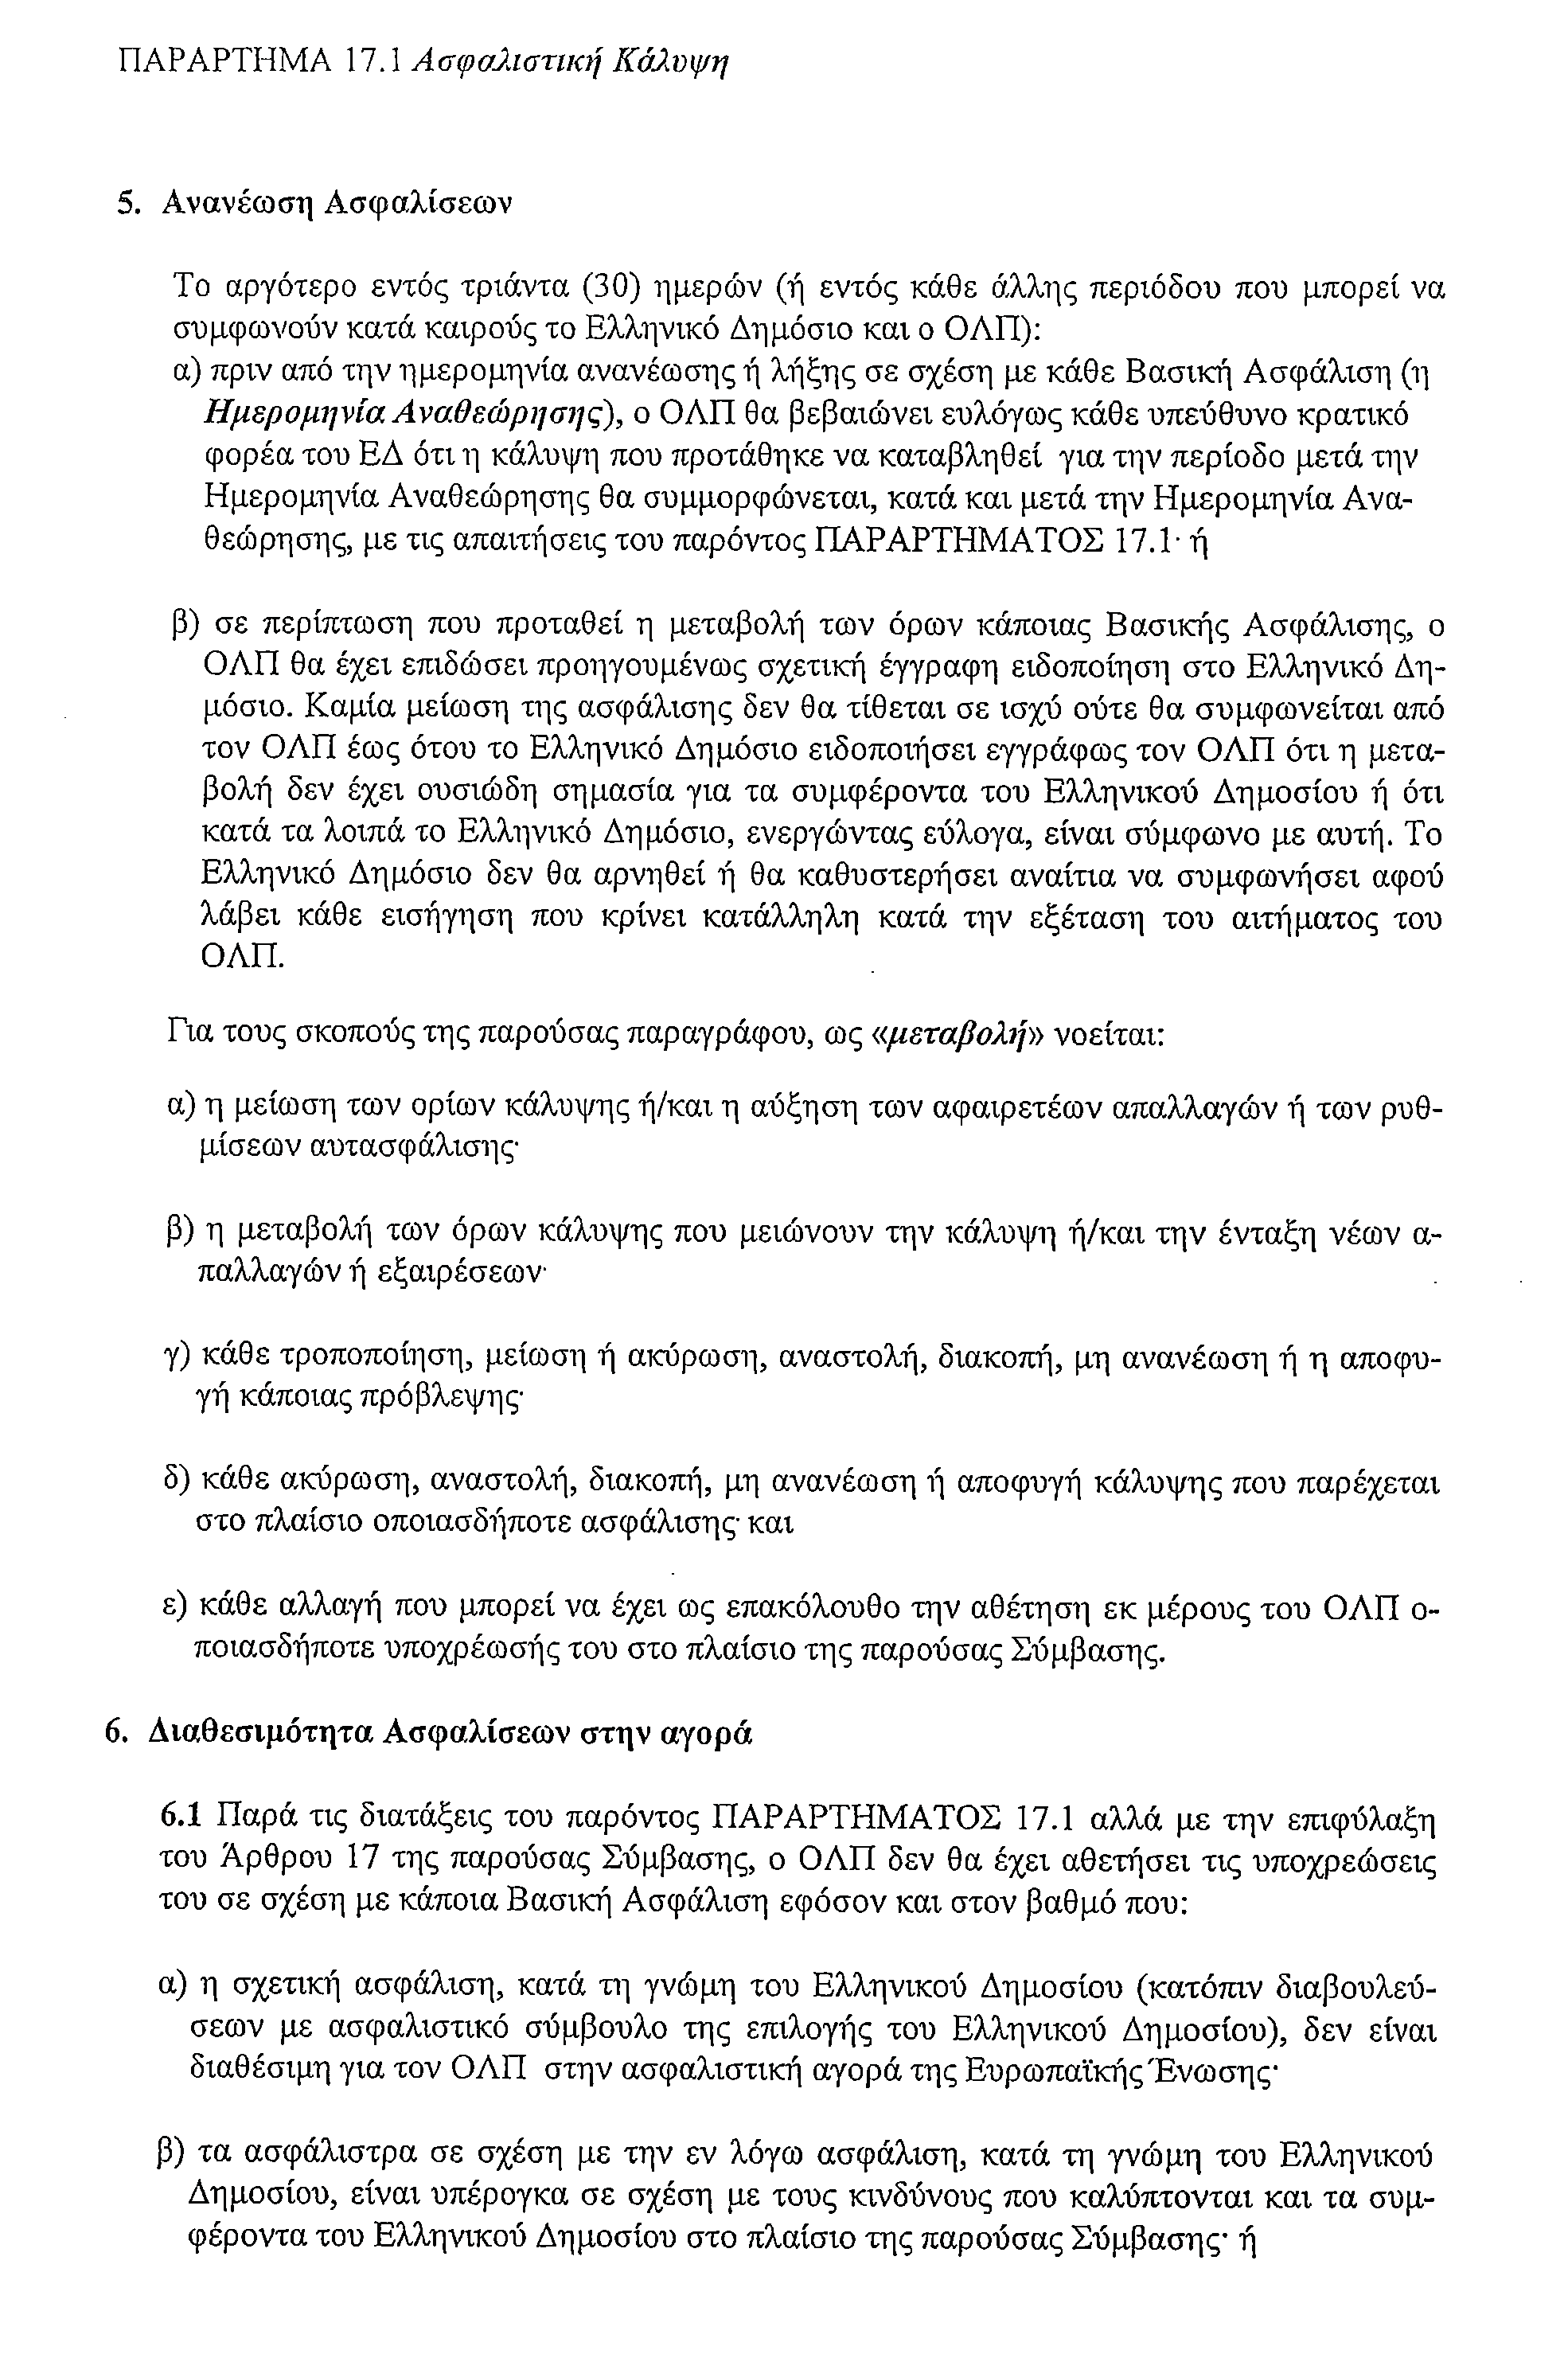 ΠΑΡΑΡΤΗΜΑ 17.1 Ασφαλιστική Κάλυψη
5. Ανανέωση Ασφαλίσεων
Το αργότερο εντός τριάντα (30) ημερών (ή εντός κάθε άλλης περιόδου που μπορεί να
συμφωνούν κατά καιρούς το Ελληνικό Δημόσιο και ο ΟΛΠ):
α) πριν από την ημερομηνία ανανέωσης ή λήξης σε σχέση με κάθε Βασική Ασφάλιση (η
Ημερομηνία Αναθεώρησης), ο ΟΛΠ θα βεβαιώνει ευλόγως κάθε υπεύθυνο κρατικό
φορέα του ΕΔ ότι η κάλυψη που προτάθηκε να καταβληθεί για την περίοδο μετά την
Ημερομηνία Αναθεώρησης θα συμμορφώνεται, κατά και μετά την Ημερομηνία Ανα-
θεώρησης, με τις απαιτήσεις του παρόντος ΠΑΡΑΡΤΗΜΑΤΟΣ 17.1· ή
β) σε περίπτωση που προταθεί η μεταβολή των όρων κάποιας Βασικής Ασφάλισης, ο
ΟΛΠ θα έχει επιδώσει προηγουμένως σχετική έγγραφη ειδοποίηση στο Ελληνικό Δη-
μόσιο. Καμία μείωση της ασφάλισης δεν θα τίθεται σε ισχύ ούτε θα συμφωνείται από
τον ΟΛΠ έως ότου το Ελληνικό Δημόσιο ειδοποιήσει εγγράφως τον ΟΛΠ ότι η μετα-
βολή δεν έχει ουσιώδη σημασία για τα συμφέροντα του Ελληνικού Δημοσίου ή ότι
κατά τα λοιπά το Ελληνικό Δημόσιο, ενεργώντας εύλογα, είναι σύμφωνο με αυτή. Το
Ελληνικό Δημόσιο δεν θα αρνηθεί ή θα καθυστερήσει αναίτια να συμφωνήσει αφού
λάβει κάθε εισήγηση που κρίνει κατάλληλη κατά την εξέταση του αιτήματος του
ΟΛΠ.
Για τους σκοπούς της παρούσας παραγράφου, ως «μεταβολή» νοείται:
α) η μείωση των ορίων κάλυψης ή/και η αύξηση των αφαιρετέων απαλλαγών ή των ρυθ-
μίσεων αυτασφάλισης·
β) η μεταβολή των όρων κάλυψης που μειώνουν την κάλυψη ή/και την ένταξη νέων α-
παλλαγών ή εξαιρέσεων·
γ) κάθε τροποποίηση, μείωση ή ακύρωση, αναστολή, διακοπή, μη ανανέωση ή η αποφυ-
γή κάποιας πρόβλεψης·
δ) κάθε ακύρωση, αναστολή, διακοπή, μη ανανέωση ή αποφυγή κάλυψης που παρέχεται
στο πλαίσιο οποιασδήποτε ασφάλισης· και
ε) κάθε αλλαγή που μπορεί να έχει ως επακόλουθο την αθέτηση εκ μέρους του ΟΛΠ ο-
ποιασδήποτε υποχρέωσής του στο πλαίσιο της παρούσας Σύμβασης.
6. Διαθεσιμότητα Ασφαλίσεων στην αγορά
6.1 Παρά τις διατάξεις του παρόντος ΠΑΡΑΡΤΗΜΑΤΟΣ 17.1 αλλά με την επιφύλαξη
του Άρθρου 17 της παρούσας Σύμβασης, ο ΟΛΠ δεν θα έχει αθετήσει τις υποχρεώσεις
του σε σχέση με κάποια Βασική Ασφάλιση εφόσον και στον βαθμό που:
α) η σχετική ασφάλιση, κατά τη γνώμη του Ελληνικού Δημοσίου (κατόπιν διαβουλεύ-
σεων με ασφαλιστικό σύμβουλο της επιλογής του Ελληνικού Δημοσίου), δεν είναι
διαθέσιμη για τον ΟΛΠ στην ασφαλιστική αγορά της Ευρωπαϊκής Ένωσης·
β) τα ασφάλιστρα σε σχέση με την εν λόγω ασφάλιση, κατά τη γνώμη του Ελληνικού
Δημοσίου, είναι υπέρογκα σε σχέση με τους κινδύνους που καλύπτονται και τα συμ-
φέροντα του Ελληνικού Δημοσίου στο πλαίσιο της παρούσας Σύμβασης· ή